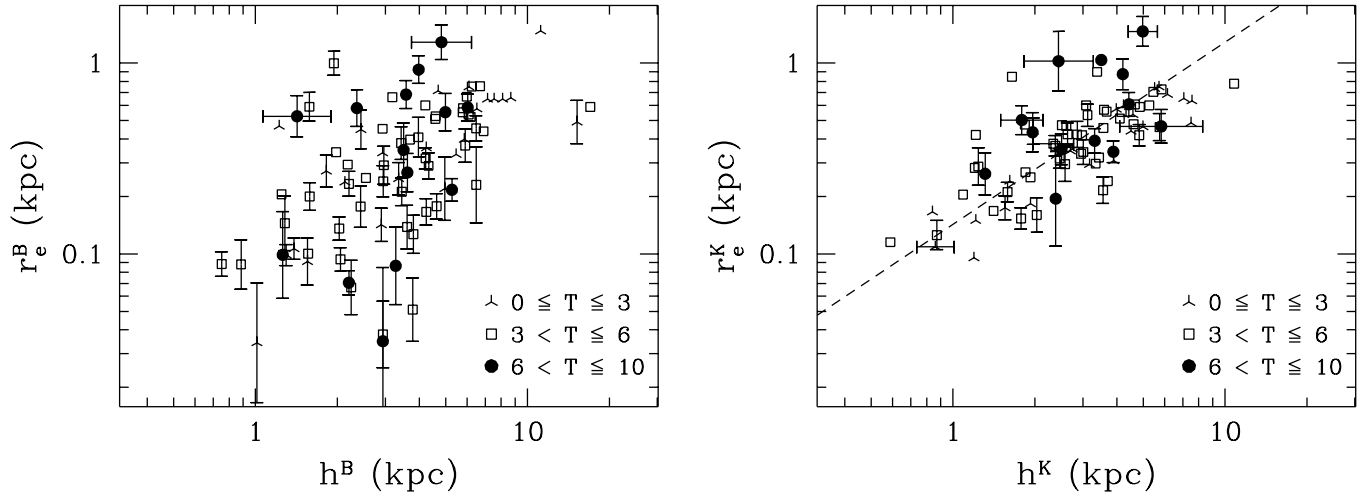 1
0.1
r_e^B (kpc)
0 ≦ T ≦ 3
3 < T ≦ 6
6 < T ≦ 10
1 10
h^B (kpc)
1
0.1
r_e^K (kpc)
0 ≦ T ≦ 3
3 < T ≦ 6
6 < T ≦ 10
1 10
h^K (kpc)